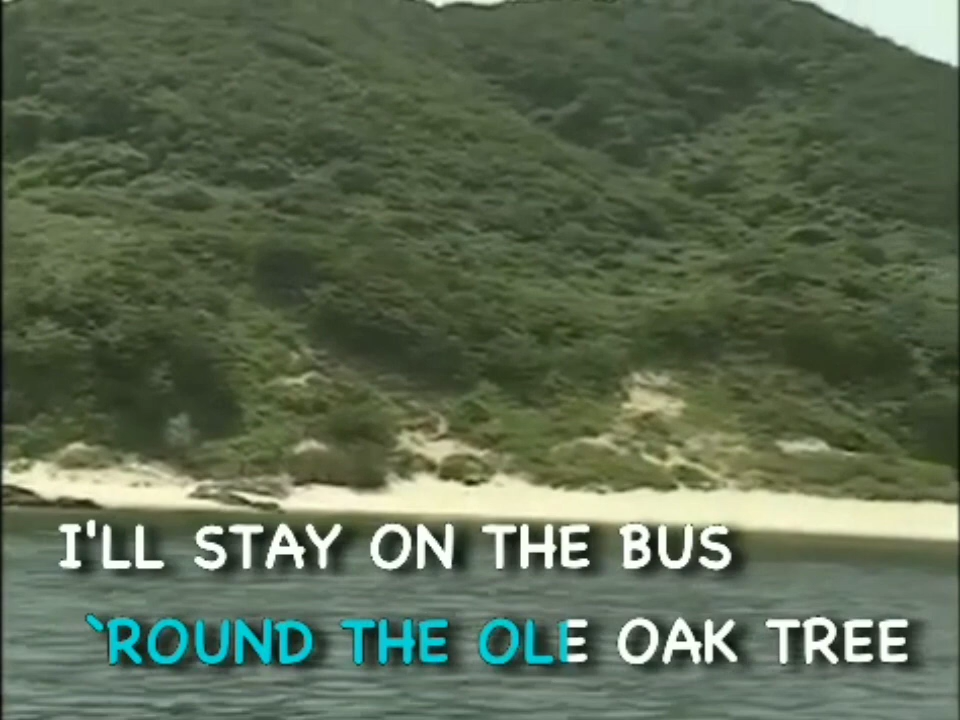 I'LL STAY ON THE BUS
`ROUND THE OLE OAK TREE